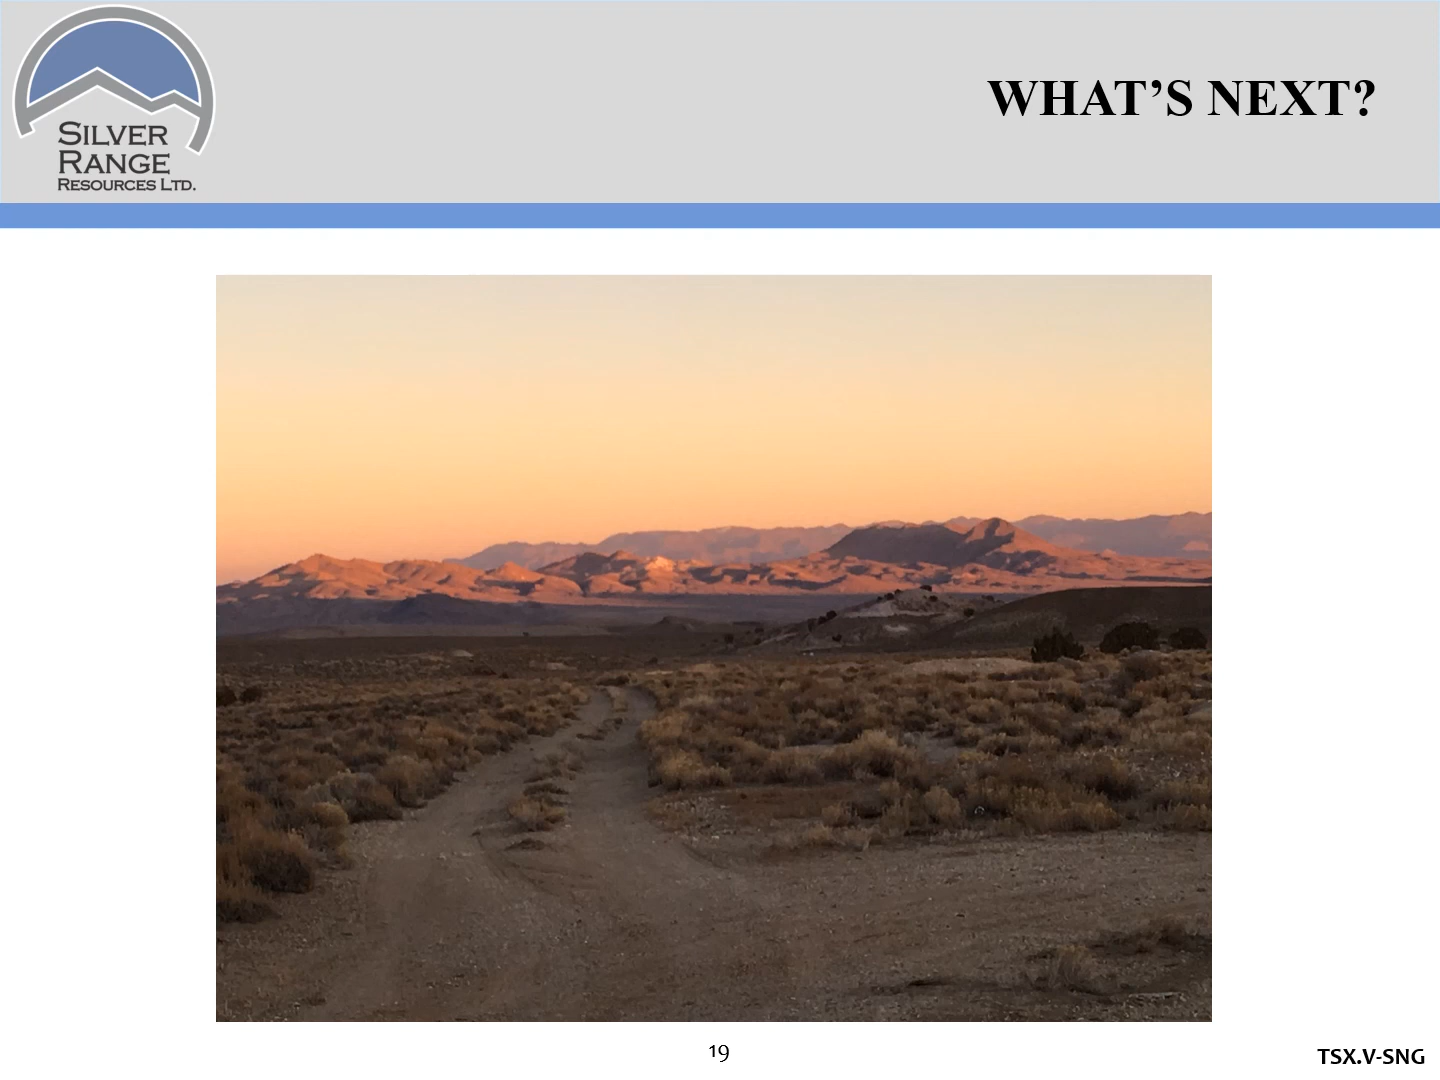 SILVER
RANGE
RESOURCES LTD.
WHAT’S NEXT?
19
TSX.V-SNG